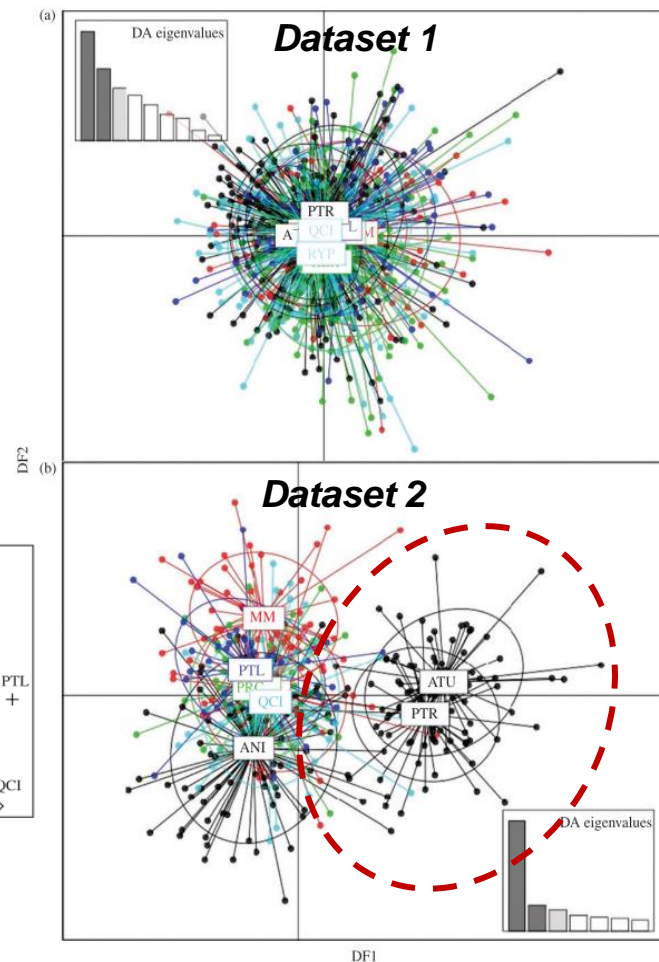 (a)
DA eigenvalues
Dataset 1
PTR
A
QCI
L
M
RYP
DF2
(b)
Dataset 2
MM
PTL
PRC
QCI
ATU
PTR
ANI
PTL
+
QCI
DA eigenvalues
DF1